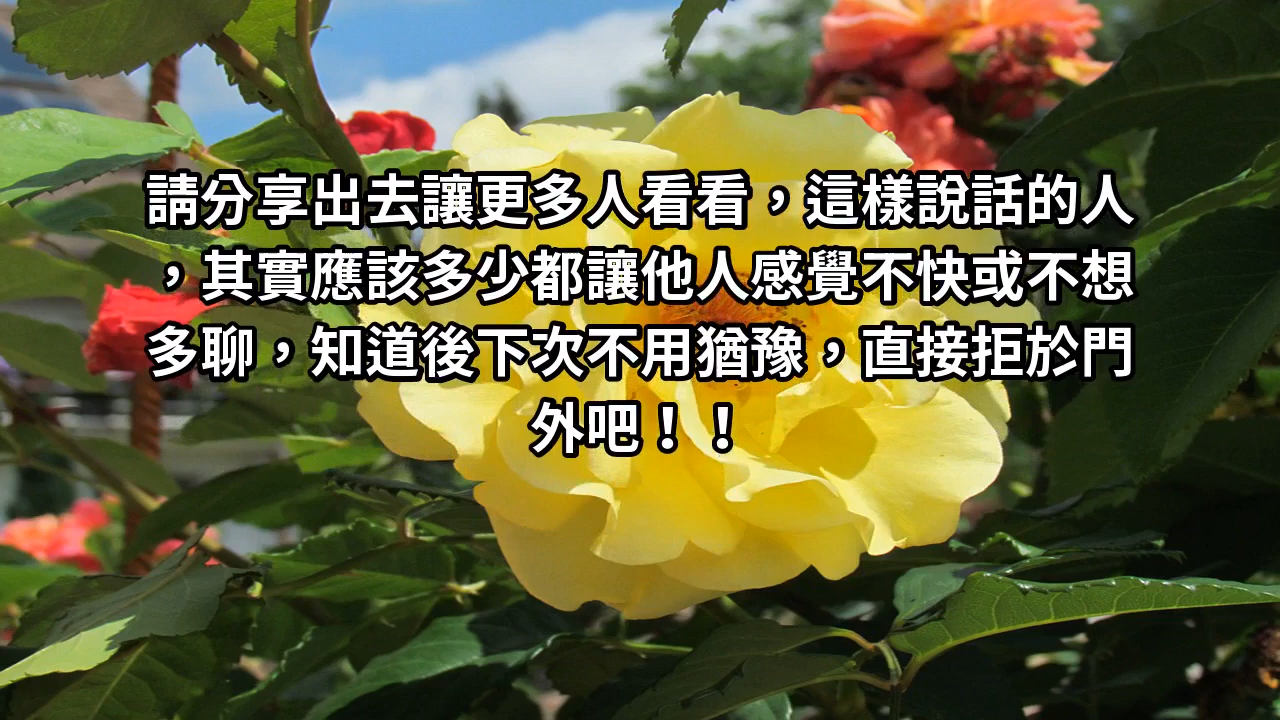 請分享出去讓更多人看看，這樣說話的人
，其實應該多少都讓他人感覺不快或不想
多聊，知道後下次不用猶豫，直接拒於門
外吧！！